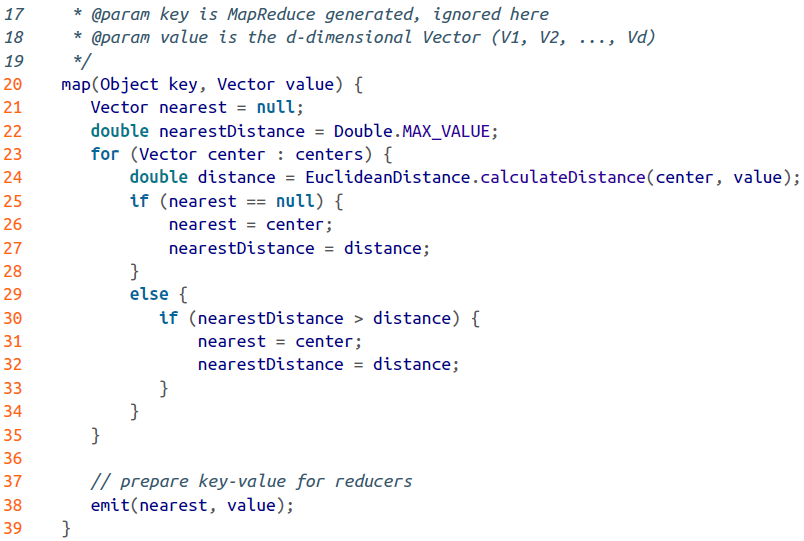 17     * @param key is MapReduce generated, ignored here
18     * @param value is the d-dimensional Vector (V1, V2, ..., Vd)
19     */
20    map(Object key, Vector value) {
21       Vector nearest = null;
22       double nearestDistance = Double.MAX_VALUE;
23       for (Vector center : centers) {
24           double distance = EuclideanDistance.calculateDistance(center, value);
25           if (nearest == null) {
26               nearest = center;
27               nearestDistance = distance;
28           }
29           else {
30              if (nearestDistance > distance) {
31                  nearest = center;
32                  nearestDistance = distance;
33              }
34           }
35       }
36
37       // prepare key-value for reducers
38       emit(nearest, value);
39    }